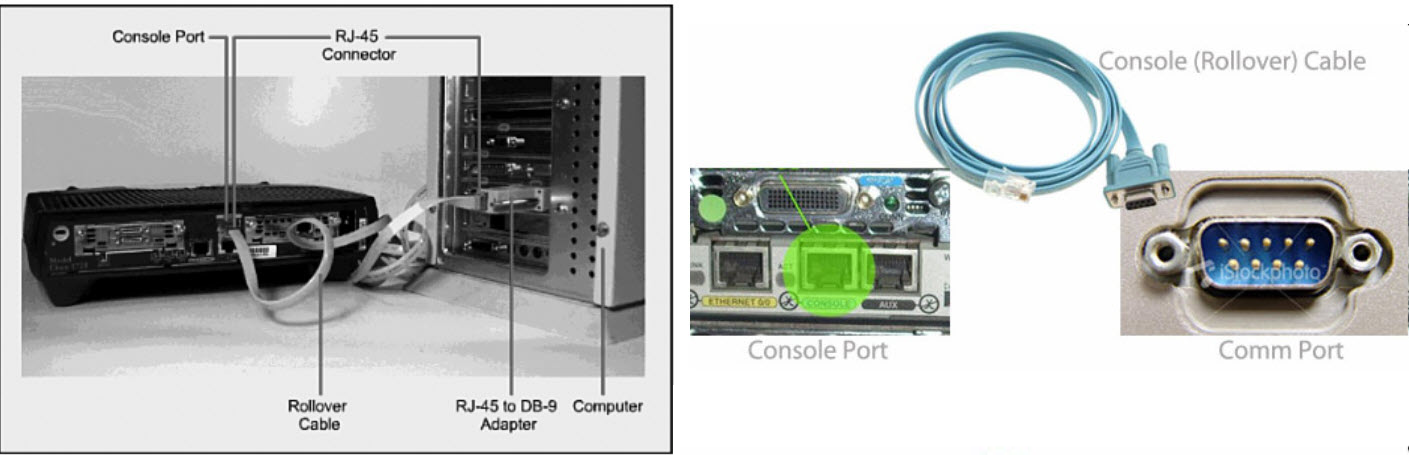 Console Port
RJ-45
Connector
Rollover
Cable
RJ-45 to DB-9
Adapter
Computer
Console (Rollover) Cable
ETHERNET 0/0
ACT
CONSOLE
AUX
Console Port
iStockphoto
Comm Port